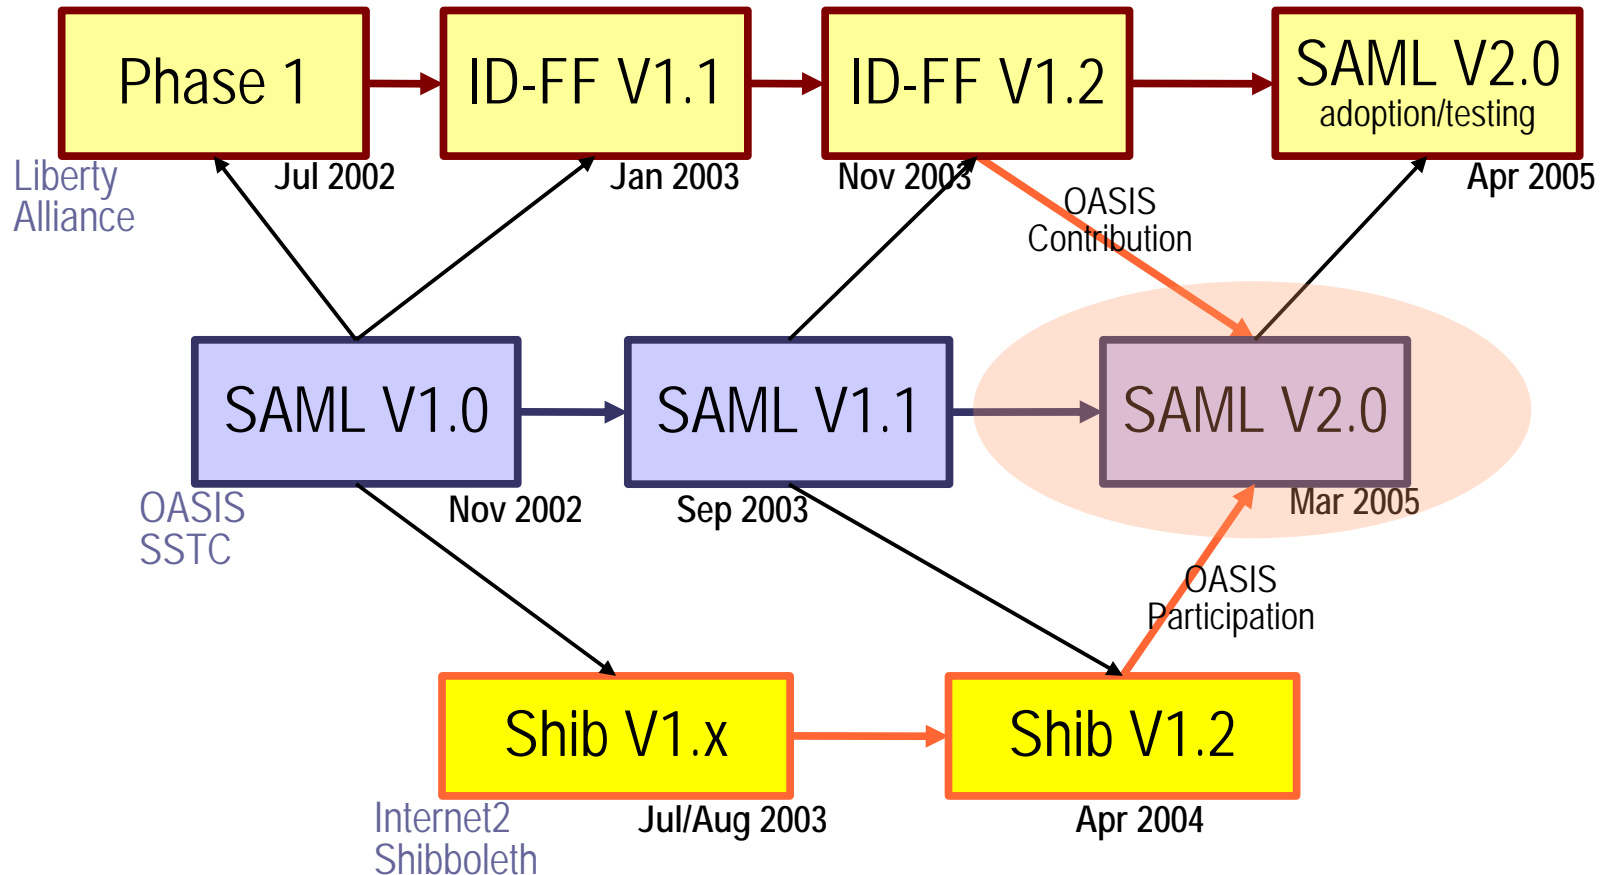 Phase 1
ID-FF V1.1
ID-FF V1.2
SAML V2.0
adoption/testing
Liberty
Alliance
Jul 2002
Jan 2003
Nov 2003
Apr 2005
OASIS
Contribution
SAML V1.0
SAML V1.1
SAML V2.0
OASIS
SSTC
Nov 2002
Sep 2003
Mar 2005
OASIS
Participation
Shib V1.x
Shib V1.2
Internet2
Shibboleth
Jul/Aug 2003
Apr 2004